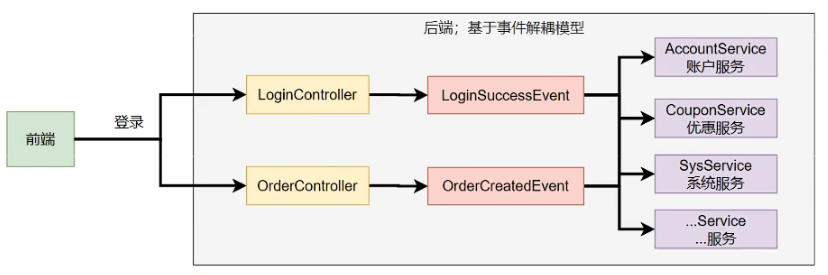 后端；基于事件解耦模型
前端
登录
LoginController
LoginSuccessEvent
OrderController
OrderCreatedEvent
AccountService
账户服务
CouponService
优惠服务
SysService
系统服务
...Service
...服务